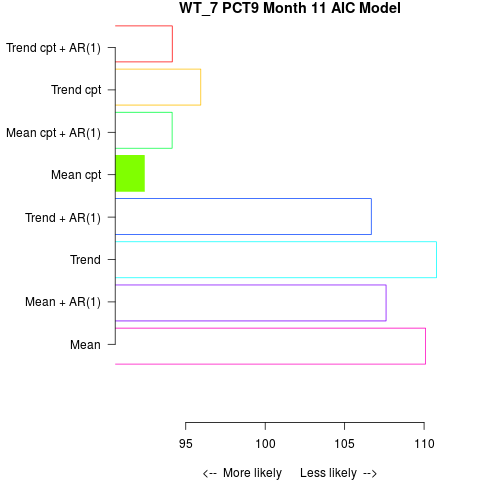 WT_7 PCT9 Month 11 AIC Model
Trend cpt + AR(1)
Trend cpt
Mean cpt + AR(1)
Mean cpt
Trend + AR(1)
Trend
Mean + AR(1)
Mean
95 100 105 110
<-- More likely Less likely -->